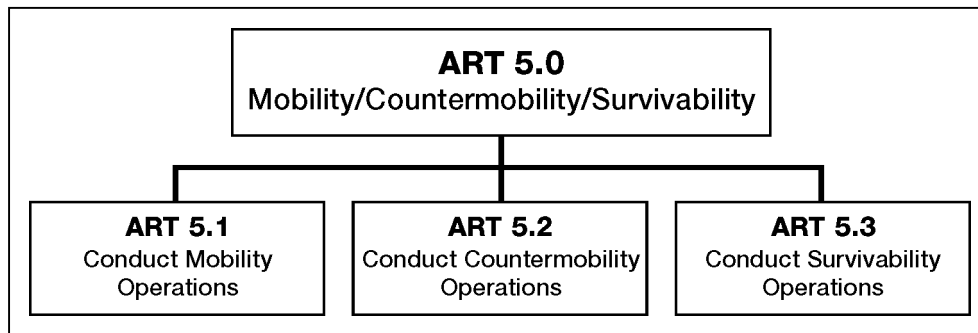 ART 5.0
Mobility/Countermobility/Survivability
ART 5.1
Conduct Mobility
Operations
ART 5.2
Conduct Countermobility
Operations
ART 5.3
Conduct Survivability
Operations